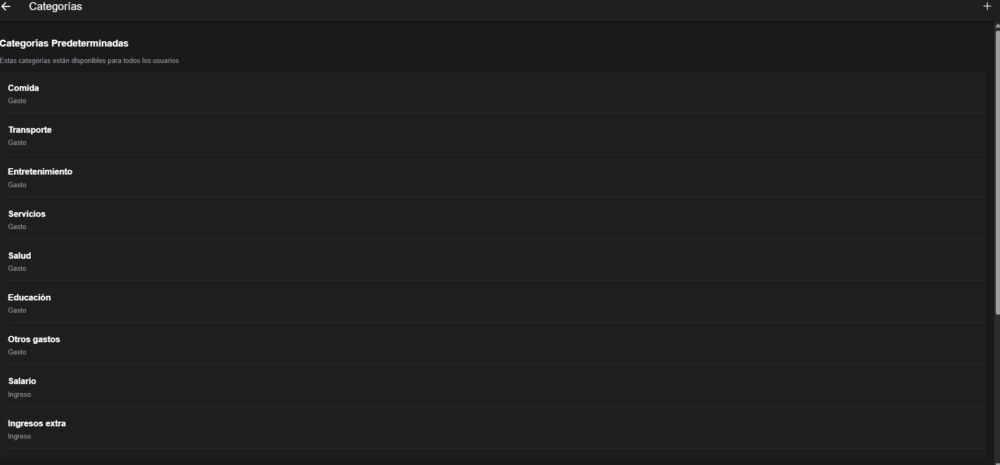 Categorías
Categorías Predeterminadas
Estas categorías están disponibles para todos los usuarios
Comida
Gasto
Transporte
Gasto
Entretenimiento
Gasto
Servicios
Gasto
Salud
Gasto
Educación
Gasto
Otros gastos
Gasto
Salario
Ingreso
Ingresos extra
Ingreso